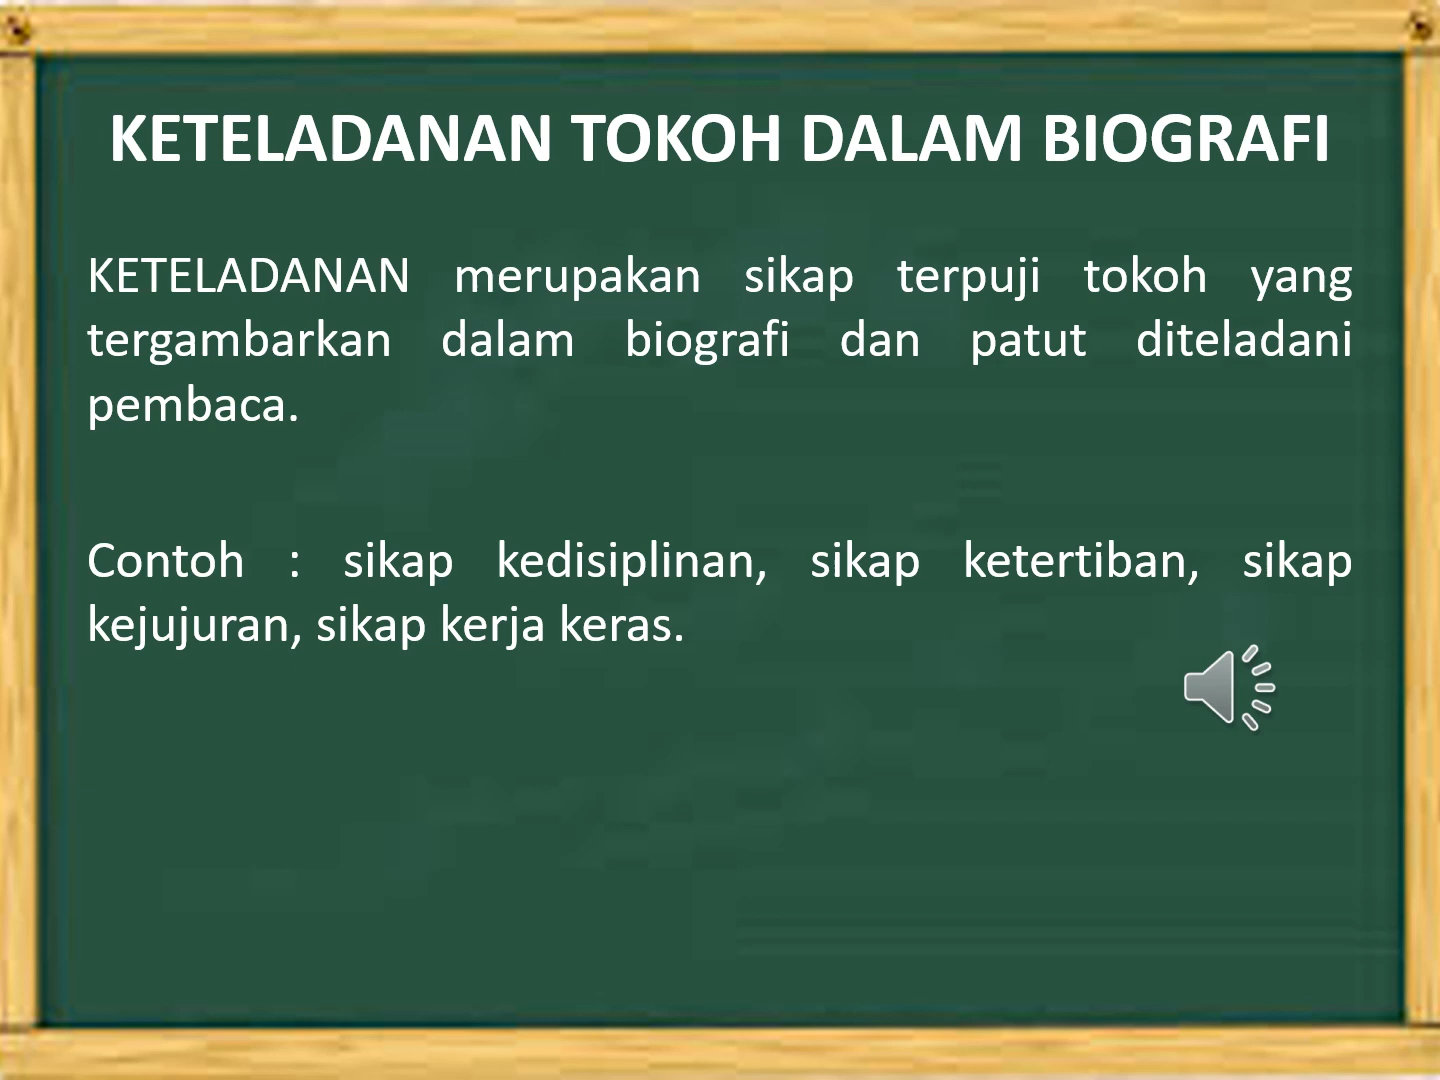 KETELADANAN TOKOH DALAM BIOGRAFI
KETELADANAN merupakan sikap terpuji tokoh yang
tergambarkan dalam biografi dan patut diteladani
pembaca.
Contoh : sikap kedisiplinan, sikap ketertiban, sikap
kejujuran, sikap kerja keras.